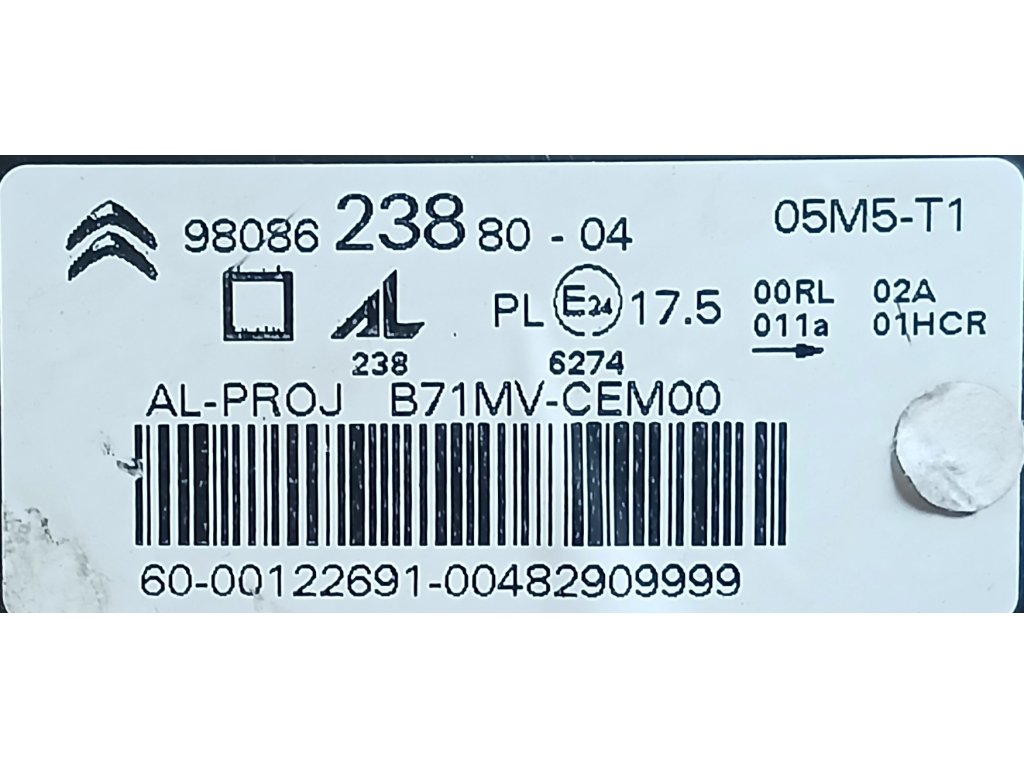 98086 238 80 - 04 05M5-T1
AL PL E24 17.5 00RL 02A
011a 01HCR
238 6274
AL-PROJ B71MV-CEM00
60-00122691-00482909999